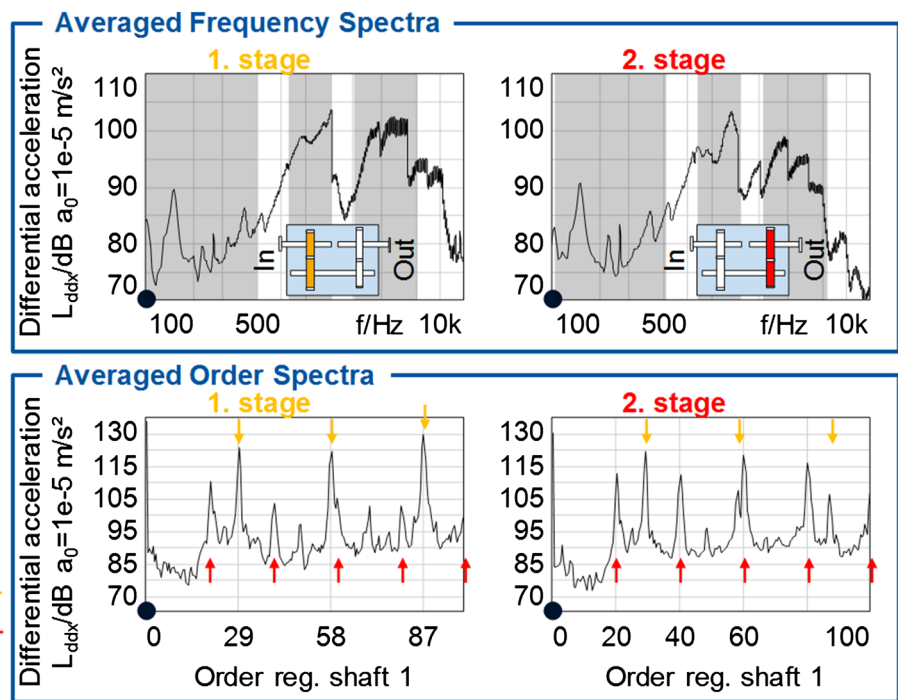 Averaged Frequency Spectra
1. stage
2. stage
Differential acceleration
L_ddx/dB a₀=1e-5 m/s²
110
100
90
80
70
In
Out
100
500
f/Hz
10k
In
Out
100
500
f/Hz
10k
Averaged Order Spectra
1. stage
2. stage
Differential acceleration
L_ddx/dB a₀=1e-5 m/s²
130
115
105
95
85
70
0
29
58
87
Order reg. shaft 1
130
115
105
95
85
70
0
20
40
60
100
Order reg. shaft 1
110
100
90
80
70